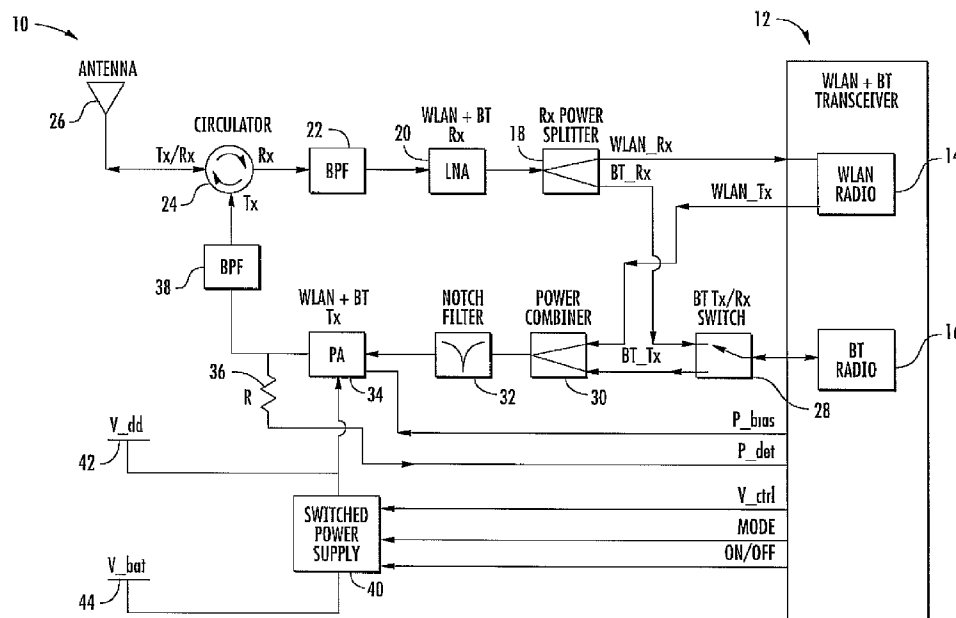 10
12
ANTENNA
26
CIRCULATOR
Tx/Rx
Rx
24
Tx
22
BPF
WLAN + BT
Rx
20
LNA
Rx POWER
SPLITTER
18
WLAN_Rx
BT_Rx
WLAN_Tx
WLAN + BT
TRANSCEIVER
WLAN
RADIO
14
BPF
38
WLAN + BT
Tx
PA
34
NOTCH
FILTER
32
POWER
COMBINER
30
BT_Tx
BT Tx/Rx
SWITCH
28
BT
RADIO
16
36
R
P_bias
P_det
V_dd
42
SWITCHED
POWER
SUPPLY
40
V_ctrl
MODE
ON/OFF
V_bat
44